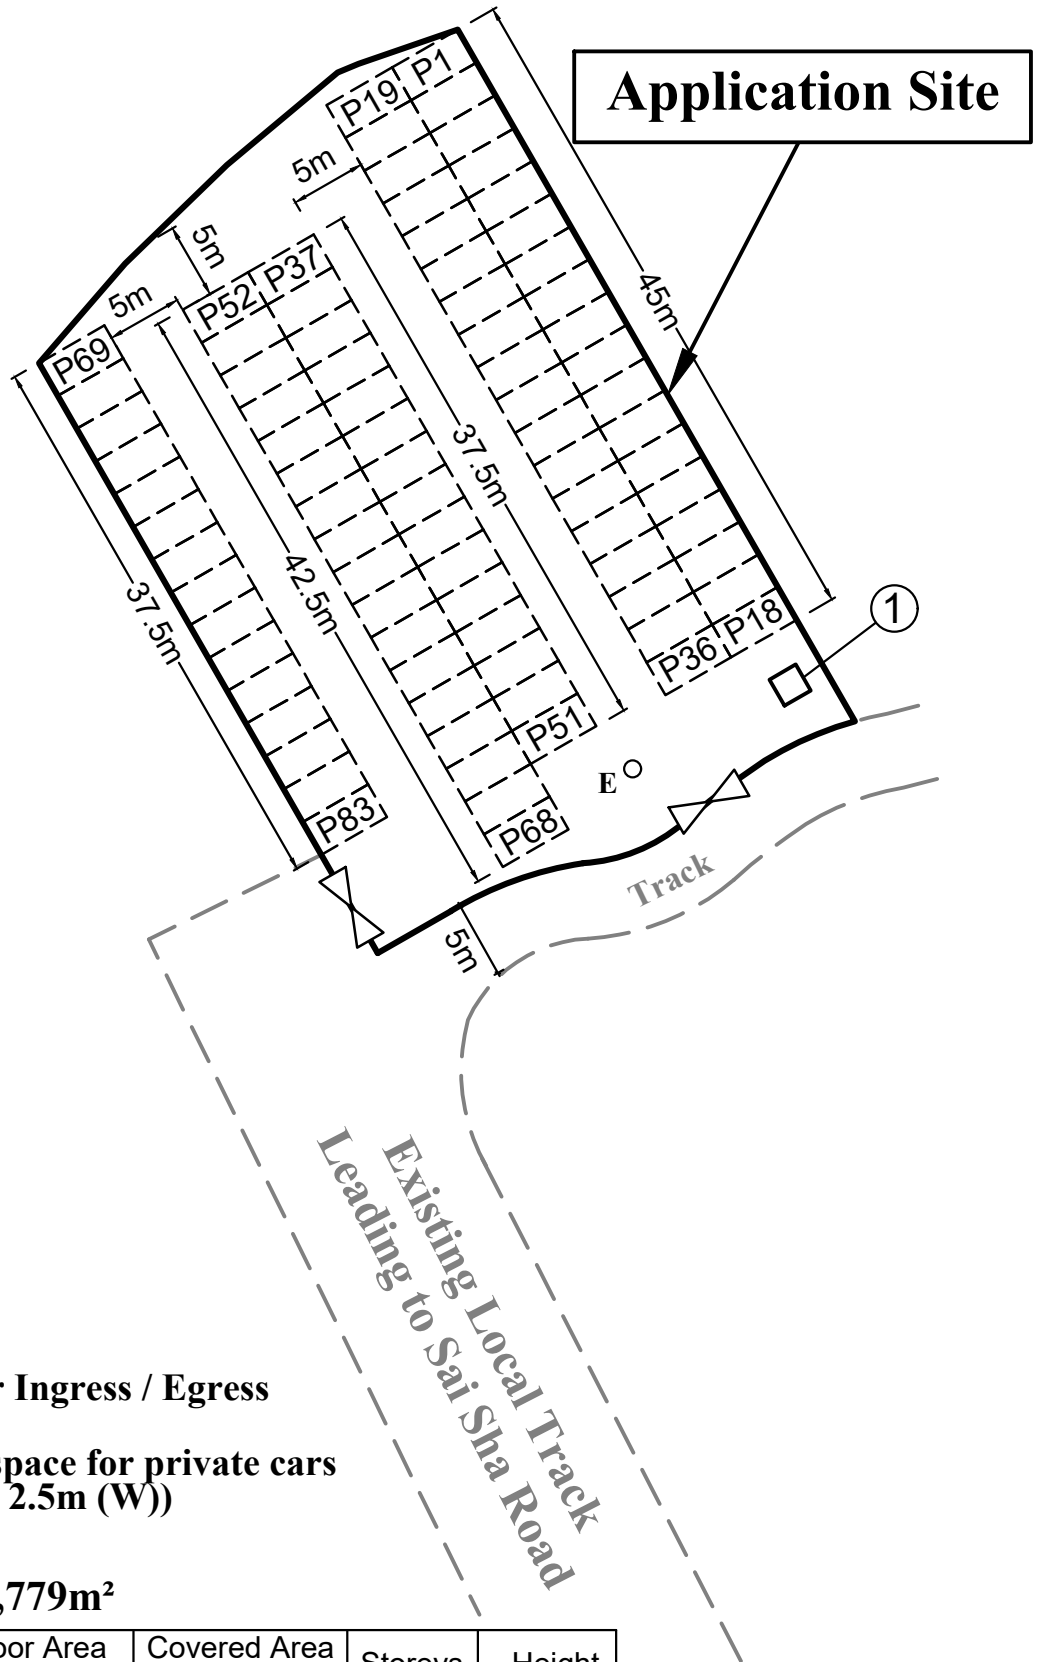 Application Site
P1
P19
5m
45m
5m
P37
P52
5m
P69
37.5m
42.5m
37.5m
1
P18
P36
P51
E
P68
P83
Track
5m
Existing Local Track
Leading to Sai Sha Road
r Ingress / Egress
space for private cars
2.5m (W))
,779m²
oor Area
Covered Area
Storeys
Height